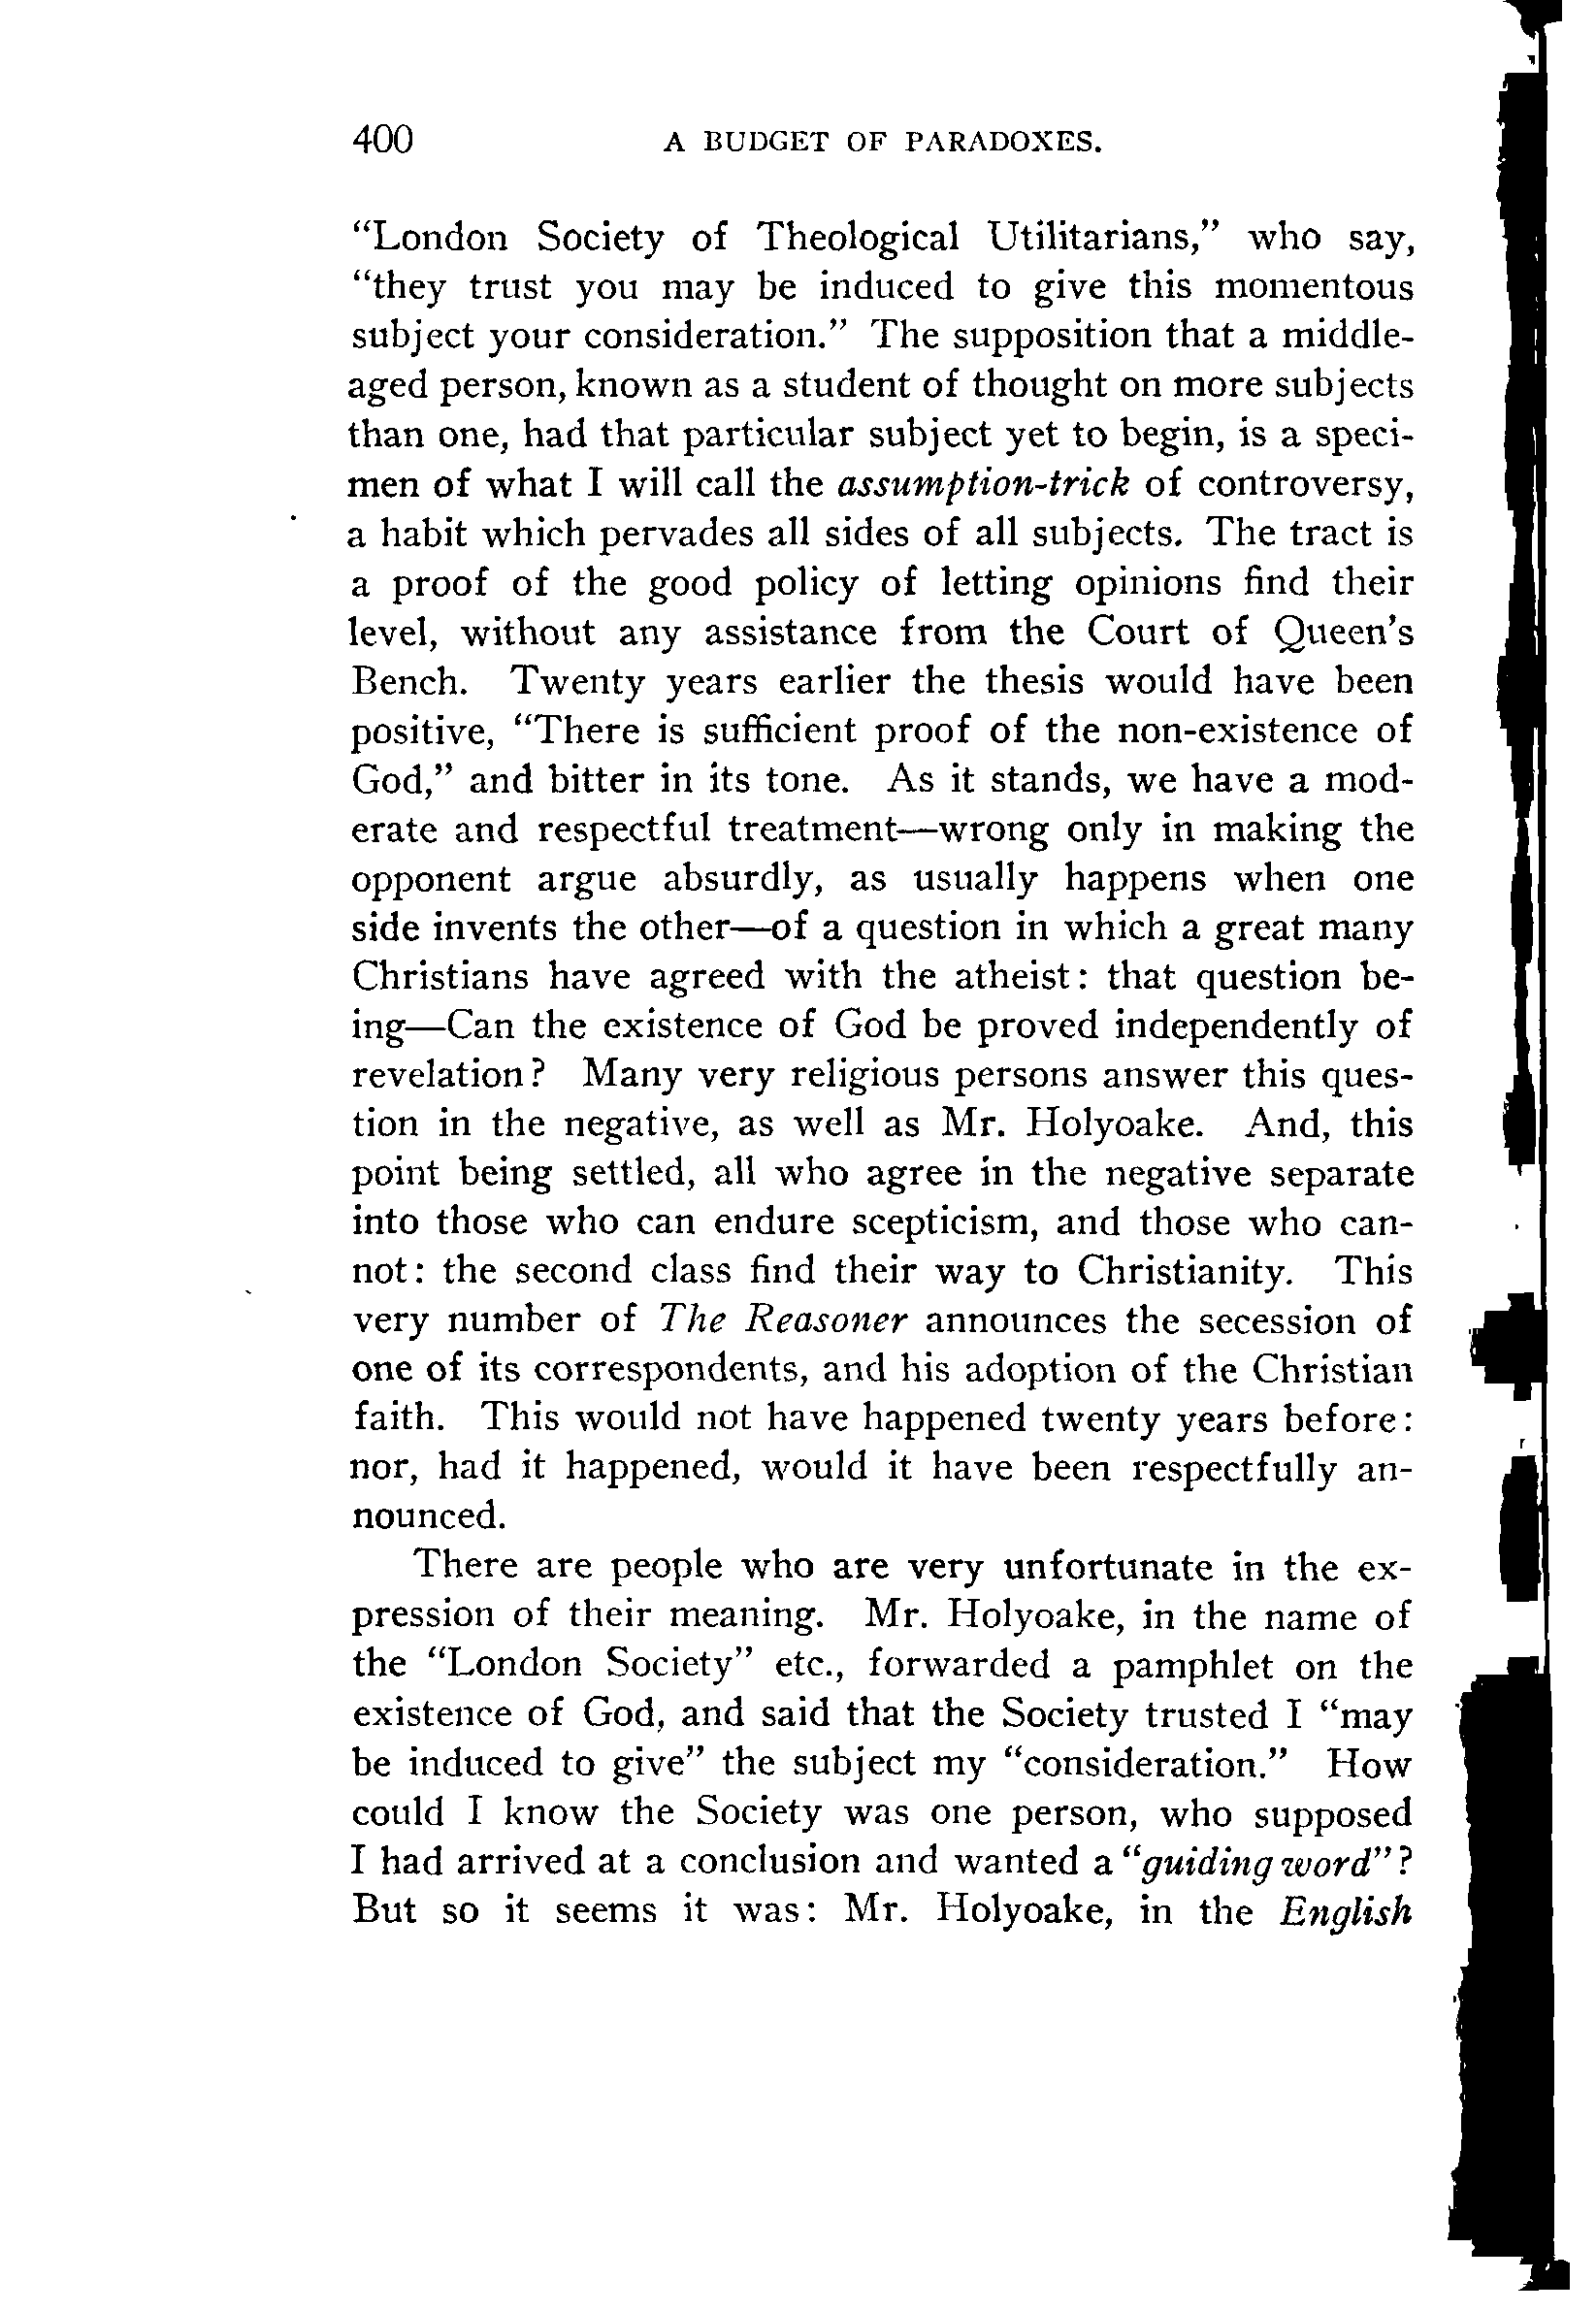 400 A BUDGET OF PARADOXES.
“London Society of Theological Utilitarians,” who say,
“they trust you may be induced to give this momentous
subject your consideration.” The supposition that a middle-
aged person, known as a student of thought on more subjects
than one, had that particular subject yet to begin, is a speci-
men of what I will call the assumption-trick of controversy,
a habit which pervades all sides of all subjects. The tract is
a proof of the good policy of letting opinions find their
level, without any assistance from the Court of Queen’s
Bench. Twenty years earlier the thesis would have been
positive, “There is sufficient proof of the non-existence of
God,” and bitter in its tone. As it stands, we have a mod-
erate and respectful treatment—wrong only in making the
opponent argue absurdly, as usually happens when one
side invents the other—of a question in which a great many
Christians have agreed with the atheist: that question be-
ing—Can the existence of God be proved independently of
revelation? Many very religious persons answer this ques-
tion in the negative, as well as Mr. Holyoake. And, this
point being settled, all who agree in the negative separate
into those who can endure scepticism, and those who can-
not: the second class find their way to Christianity. This
very number of The Reasoner announces the secession of
one of its correspondents, and his adoption of the Christian
faith. This would not have happened twenty years before:
nor, had it happened, would it have been respectfully an-
nounced.
There are people who are very unfortunate in the ex-
pression of their meaning. Mr. Holyoake, in the name of
the “London Society” etc., forwarded a pamphlet on the
existence of God, and said that the Society trusted I “may
be induced to give” the subject my “consideration.” How
could I know the Society was one person, who supposed
I had arrived at a conclusion and wanted a “guiding word”?
But so it seems it was: Mr. Holyoake, in the English